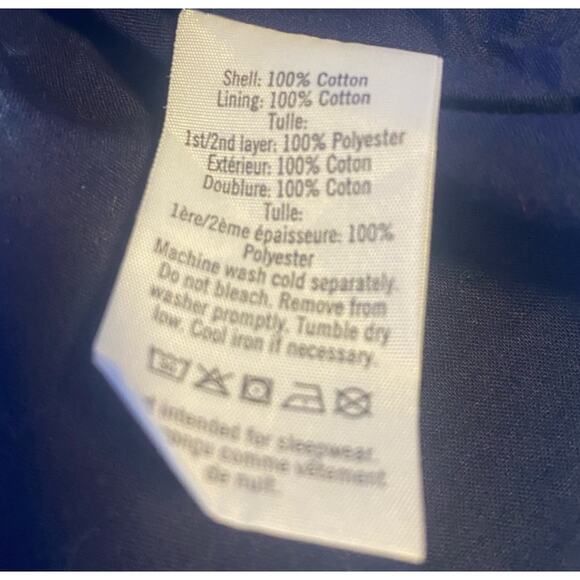 Shell: 100% Cotton
Lining: 100% Cotton
Tulle:
1st/2nd layer: 100% Polyester
Extérieur: 100% Coton
Doublure: 100% Coton
Tulle:
1ère/2ème épaisseure: 100%
Polyester
Machine wash cold separately.
Do not bleach. Remove from
washer promptly. Tumble dry
low. Cool iron if necessary.
intended for sleepwear.
comme vêtement
de nuit.